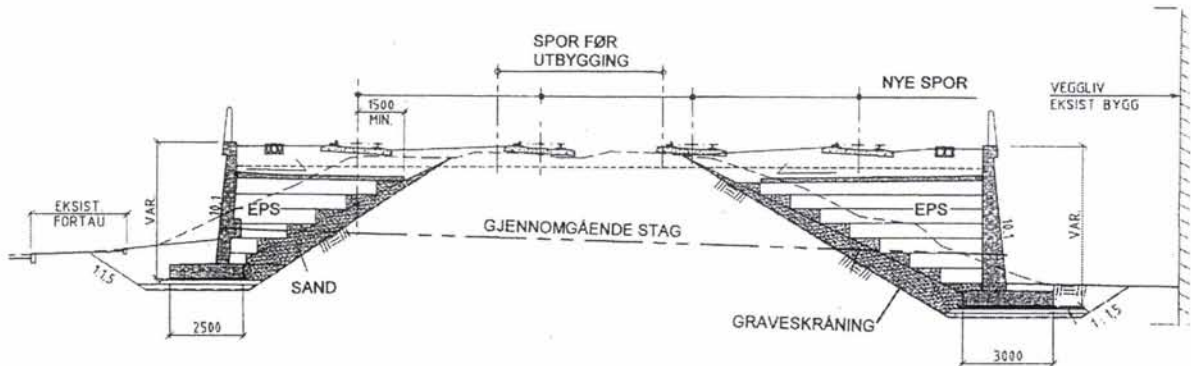 SPOR FØR
UTBYGGING
NYE SPOR
VEGGLIV
EKSIST BYGG
1500
MIN.
EKSIST.
FORTAU
VAR.
10:1
EPS
EPS
10:1
VAR.
GJENNOMGÅENDE STAG
1:1,5
SAND
GRAVESKRÅNING
1:1,5
2500
3000